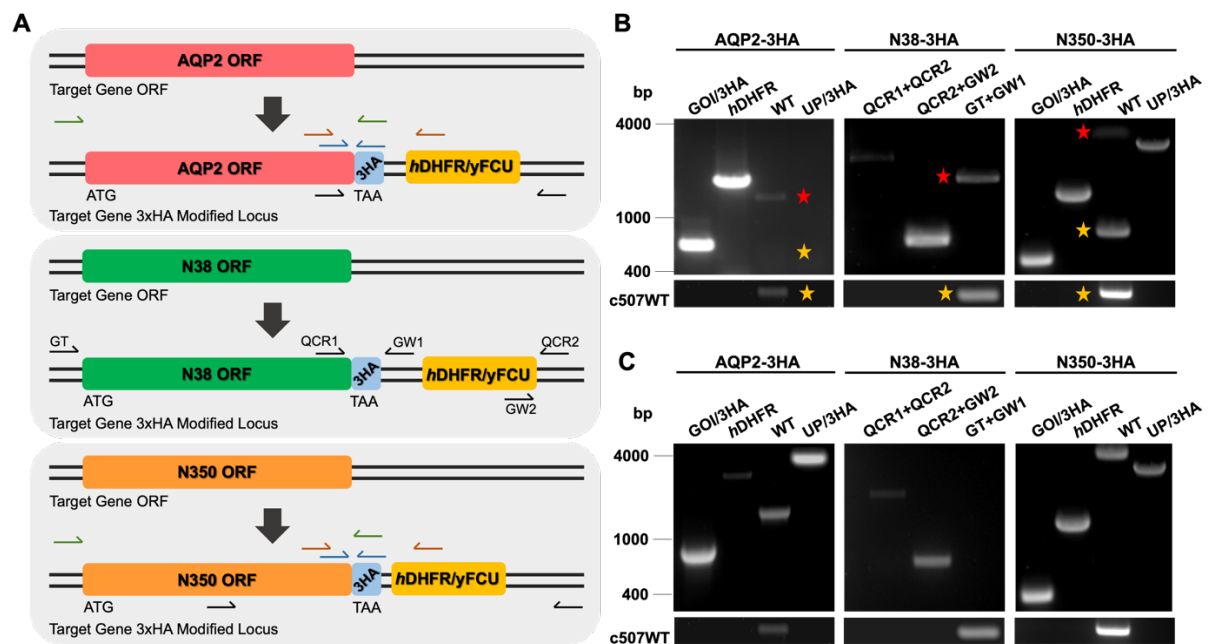 A
AQP2 ORF
Target Gene ORF
AQP2 ORF
3HA
hDHFR/yFCU
ATG
TAA
Target Gene 3xHA Modified Locus
N38 ORF
Target Gene ORF
GT
QCR1
GW1
QCR2
N38 ORF
3HA
hDHFR/yFCU
ATG
TAA
GW2
Target Gene 3xHA Modified Locus
N350 ORF
Target Gene ORF
N350 ORF
3HA
hDHFR/yFCU
ATG
TAA
Target Gene 3xHA Modified Locus
B
AQP2-3HA
N38-3HA
N350-3HA
bp
GOI/3HA
hDHFR
WT
UP/3HA
QCR1+QCR2
QCR2+GW2
GT+GW1
GOI/3HA
hDHFR
WT
UP/3HA
4000
1000
400
c507WT
C
AQP2-3HA
N38-3HA
N350-3HA
bp
GOI/3HA
hDHFR
WT
UP/3HA
QCR1+QCR2
QCR2+GW2
GT+GW1
GOI/3HA
hDHFR
WT
UP/3HA
4000
1000
400
c507WT